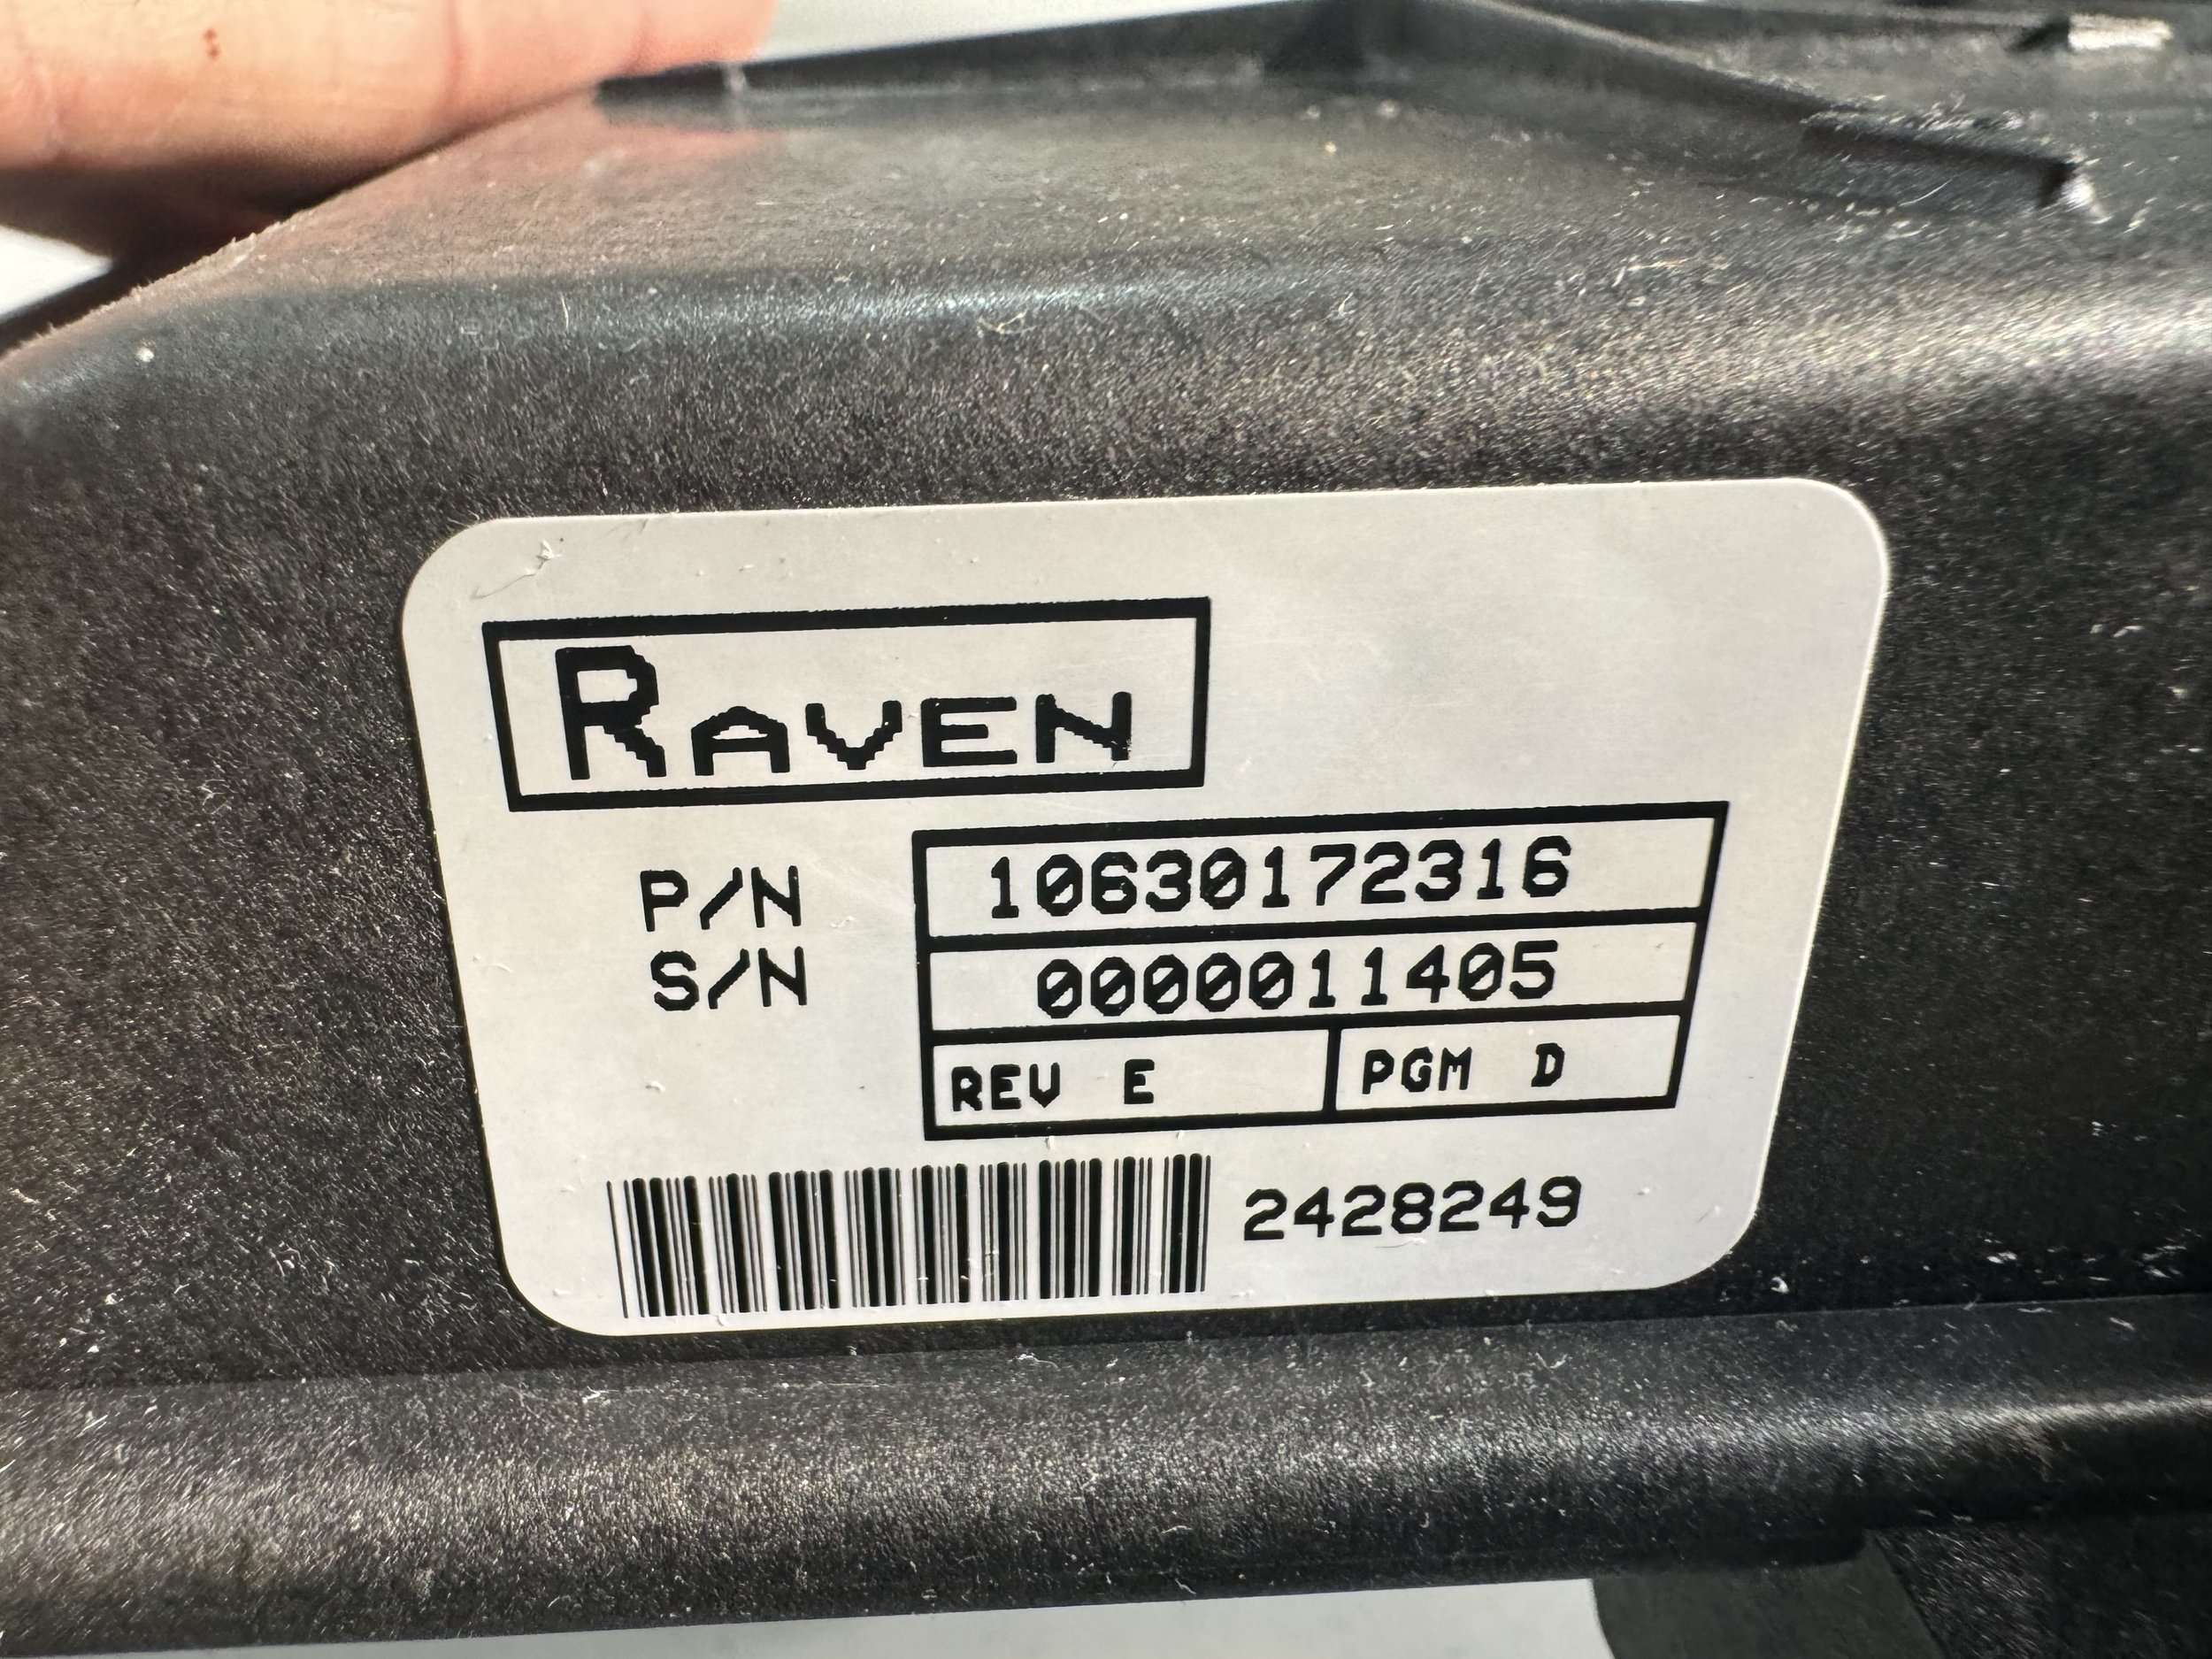 RAVEN
P/N 10630172316
S/N 0000011405
REV E PGM D
2428249